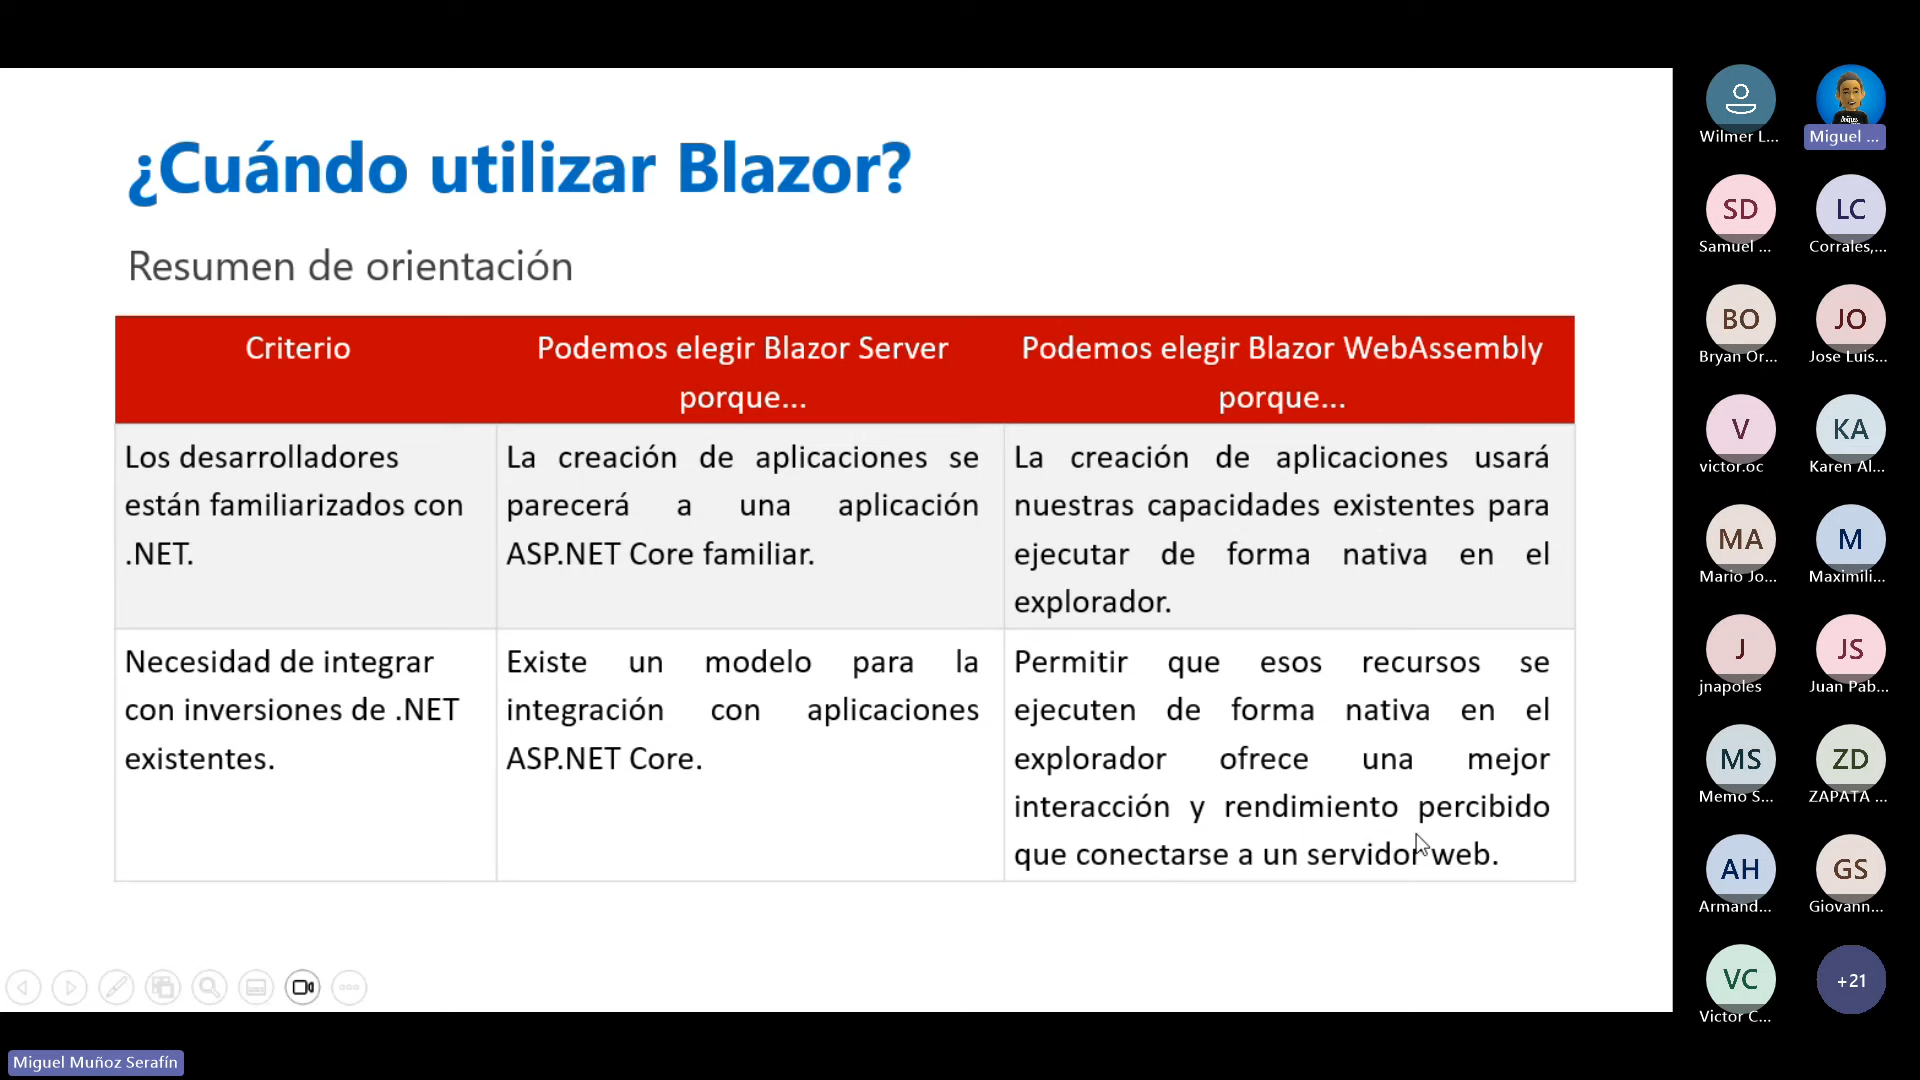 ¿Cuándo utilizar Blazor?
Resumen de orientación
Criterio
Podemos elegir Blazor Server
porque...
Podemos elegir Blazor WebAssembly
porque...
Los desarrolladores
están familiarizados con
.NET.
La creación de aplicaciones se
parecerá a una aplicación
ASP.NET Core familiar.
La creación de aplicaciones usará
nuestras capacidades existentes para
ejecutar de forma nativa en el
explorador.
Necesidad de integrar
con inversiones de .NET
existentes.
Existe un modelo para la
integración con aplicaciones
ASP.NET Core.
Permitir que esos recursos se
ejecuten de forma nativa en el
explorador ofrece una mejor
interacción y rendimiento percibido
que conectarse a un servidor web.
Wilmer L...
Miguel ...
SD
Samuel ...
LC
Corrales,...
BO
Bryan Or...
JO
Jose Luis...
V
victor.oc
KA
Karen Al...
MA
Mario Jo...
M
Maximili...
J
jnapoles
JS
Juan Pab...
MS
Memo S...
ZD
ZAPATA ...
AH
Armand...
GS
Giovann...
VC
Victor C...
+21
Miguel Muñoz Serafín